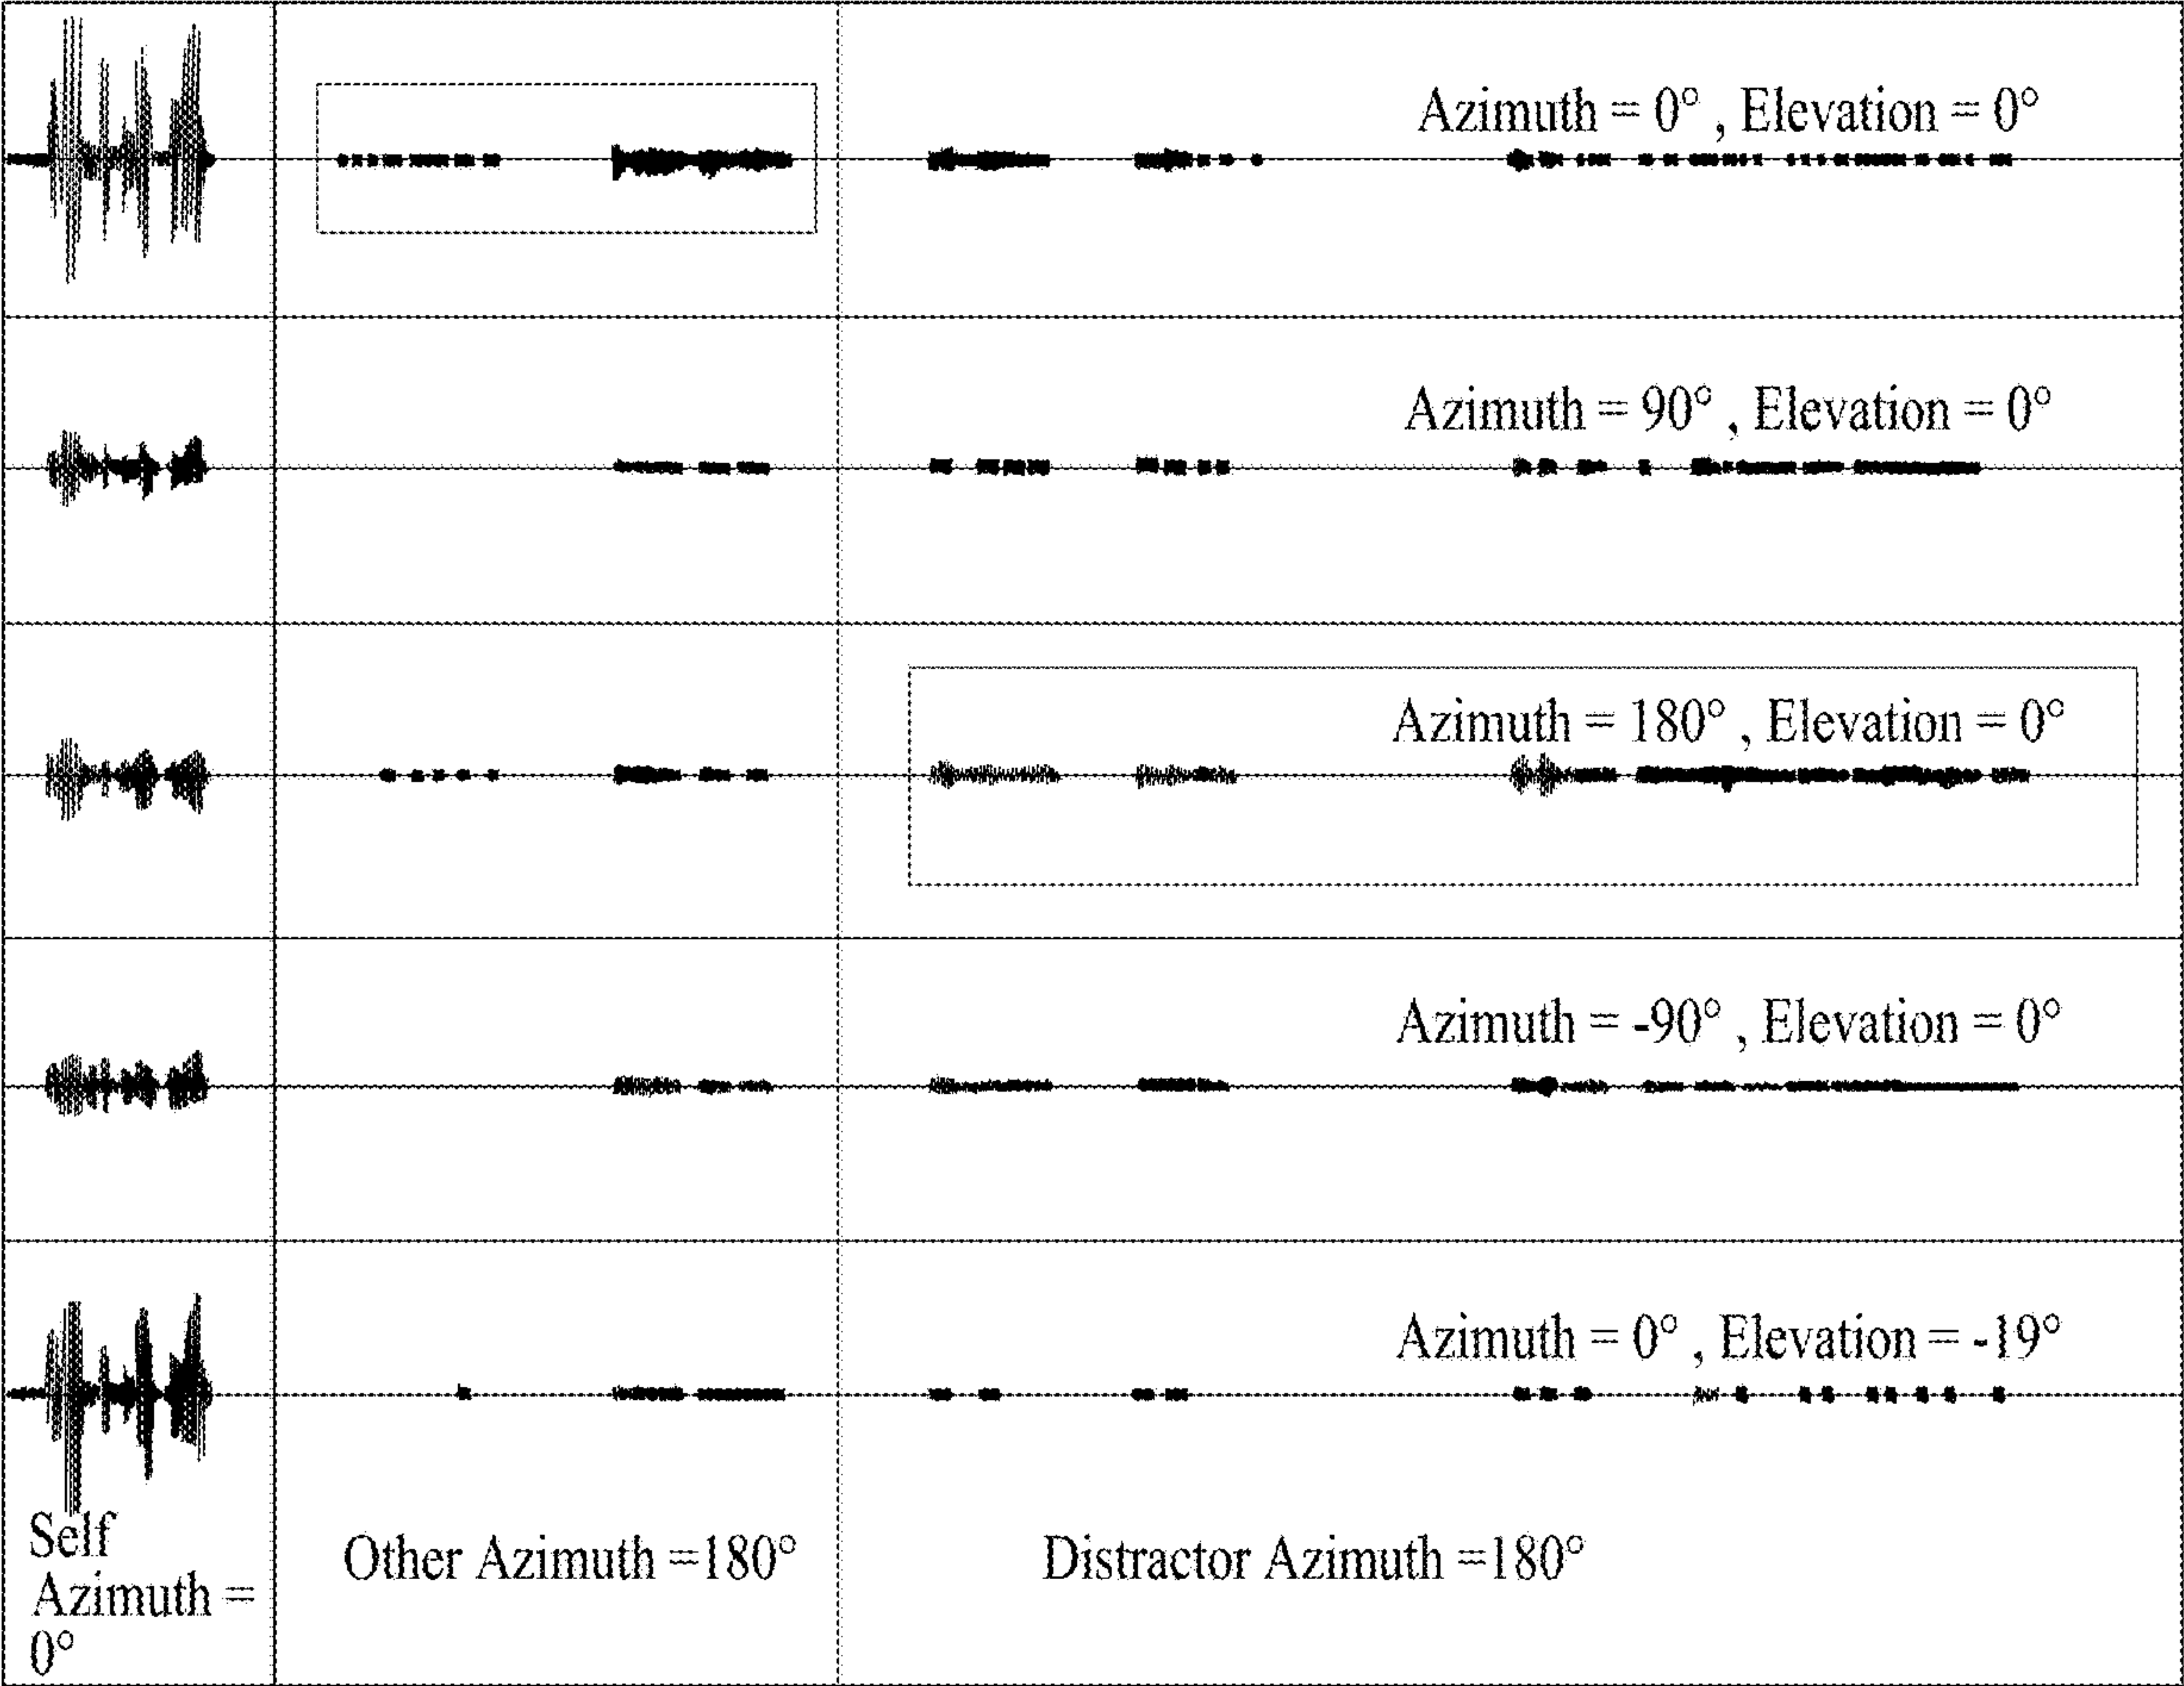 Azimuth = 0° , Elevation = 0°
Azimuth = 90° , Elevation = 0°
Azimuth = 180° , Elevation = 0°
Azimuth = -90° , Elevation = 0°
Azimuth = 0° , Elevation = -19°
Self
Azimuth =
0°
Other Azimuth =180°
Distractor Azimuth =180°